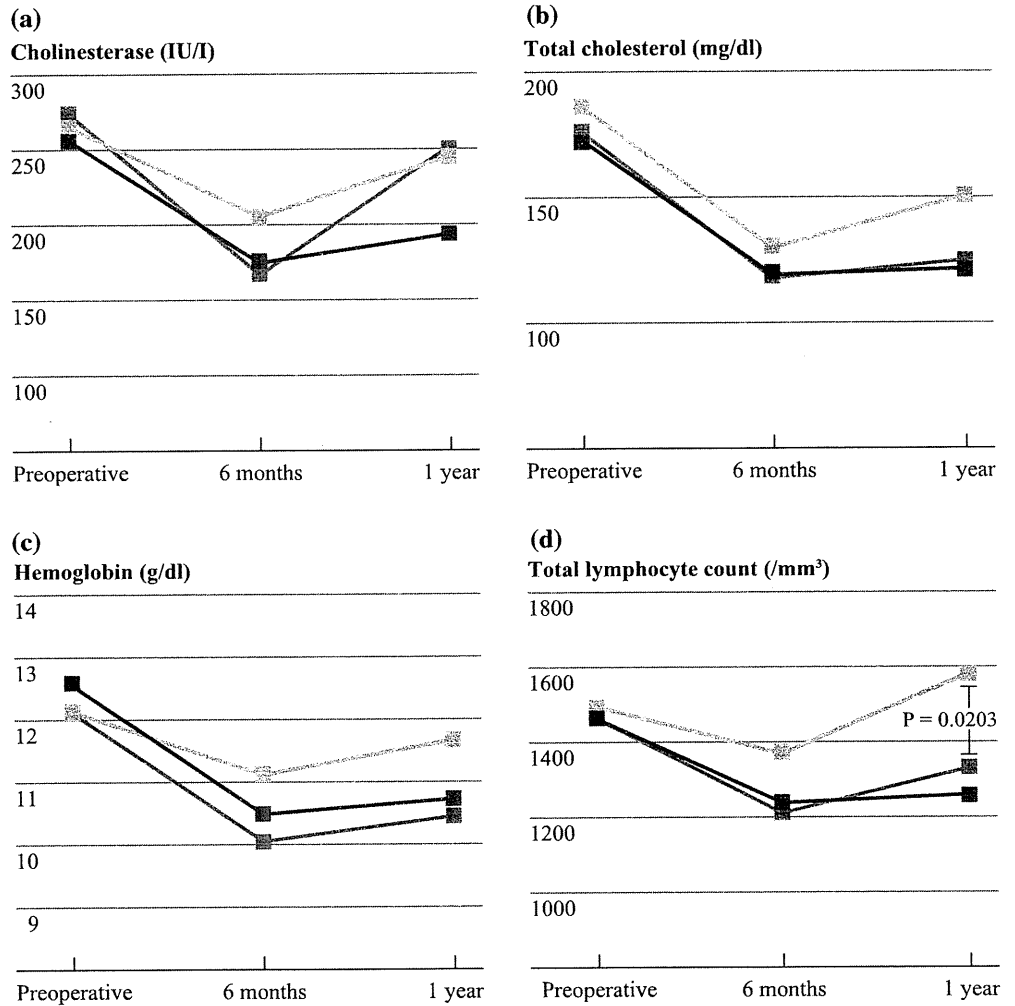 (a)
Cholinesterase (IU/l)
300
250
200
150
100
Preoperative 6 months 1 year
(b)
Total cholesterol (mg/dl)
200
150
100
Preoperative 6 months 1 year
(c)
Hemoglobin (g/dl)
14
13
12
11
10
9
Preoperative 6 months 1 year
(d)
Total lymphocyte count (/mm³)
1800
1600
P = 0.0203
1400
1200
1000
Preoperative 6 months 1 year